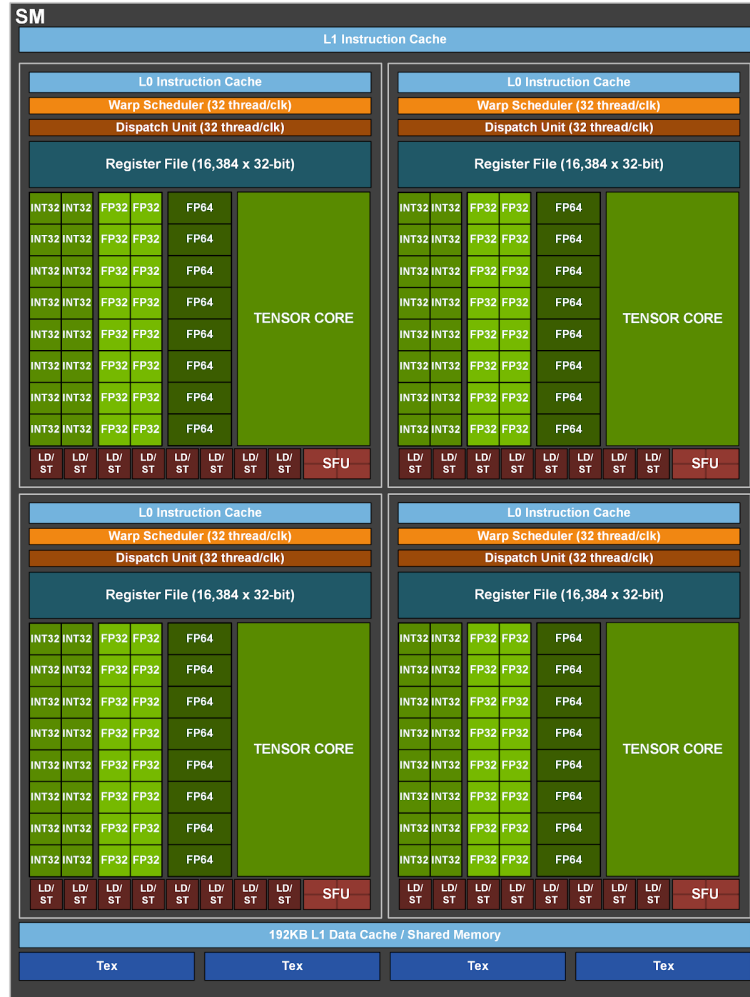 SM
L1 Instruction Cache
L0 Instruction Cache
Warp Scheduler (32 thread/clk)
Dispatch Unit (32 thread/clk)
Register File (16,384 x 32-bit)
INT32 INT32 FP32 FP32 FP64
INT32 INT32 FP32 FP32 FP64
INT32 INT32 FP32 FP32 FP64
INT32 INT32 FP32 FP32 FP64
INT32 INT32 FP32 FP32 FP64
INT32 INT32 FP32 FP32 FP64
INT32 INT32 FP32 FP32 FP64
INT32 INT32 FP32 FP32 FP64
TENSOR CORE
LD/ LD/ LD/ LD/ LD/ LD/ LD/ LD/
ST ST ST ST ST ST ST ST
SFU
L0 Instruction Cache
Warp Scheduler (32 thread/clk)
Dispatch Unit (32 thread/clk)
Register File (16,384 x 32-bit)
INT32 INT32 FP32 FP32 FP64
INT32 INT32 FP32 FP32 FP64
INT32 INT32 FP32 FP32 FP64
INT32 INT32 FP32 FP32 FP64
INT32 INT32 FP32 FP32 FP64
INT32 INT32 FP32 FP32 FP64
INT32 INT32 FP32 FP32 FP64
INT32 INT32 FP32 FP32 FP64
TENSOR CORE
LD/ LD/ LD/ LD/ LD/ LD/ LD/ LD/
ST ST ST ST ST ST ST ST
SFU
L0 Instruction Cache
Warp Scheduler (32 thread/clk)
Dispatch Unit (32 thread/clk)
Register File (16,384 x 32-bit)
INT32 INT32 FP32 FP32 FP64
INT32 INT32 FP32 FP32 FP64
INT32 INT32 FP32 FP32 FP64
INT32 INT32 FP32 FP32 FP64
INT32 INT32 FP32 FP32 FP64
INT32 INT32 FP32 FP32 FP64
INT32 INT32 FP32 FP32 FP64
INT32 INT32 FP32 FP32 FP64
TENSOR CORE
LD/ LD/ LD/ LD/ LD/ LD/ LD/ LD/
ST ST ST ST ST ST ST ST
SFU
L0 Instruction Cache
Warp Scheduler (32 thread/clk)
Dispatch Unit (32 thread/clk)
Register File (16,384 x 32-bit)
INT32 INT32 FP32 FP32 FP64
INT32 INT32 FP32 FP32 FP64
INT32 INT32 FP32 FP32 FP64
INT32 INT32 FP32 FP32 FP64
INT32 INT32 FP32 FP32 FP64
INT32 INT32 FP32 FP32 FP64
INT32 INT32 FP32 FP32 FP64
INT32 INT32 FP32 FP32 FP64
TENSOR CORE
LD/ LD/ LD/ LD/ LD/ LD/ LD/ LD/
ST ST ST ST ST ST ST ST
SFU
192KB L1 Data Cache / Shared Memory
Tex Tex Tex Tex